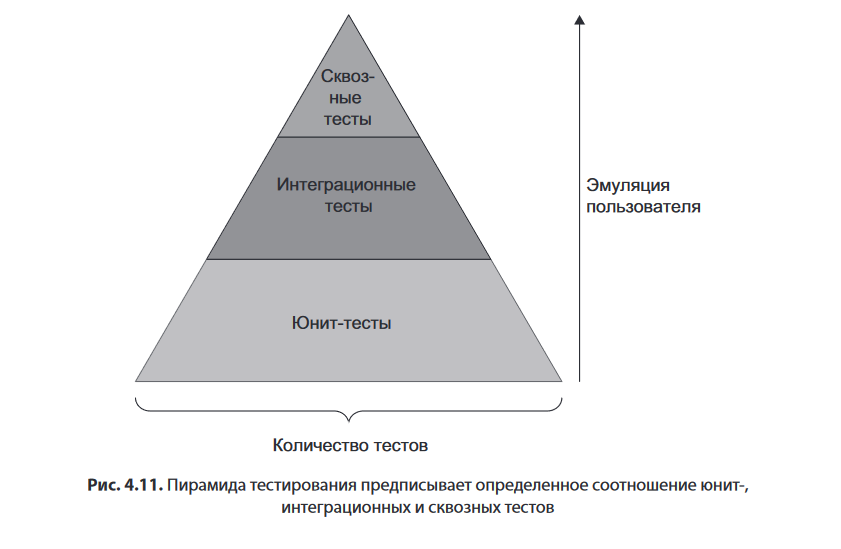 Сквоз-
ные
тесты
Интеграционные
тесты
Эмуляция
пользователя
Юнит-тесты
Количество тестов
Рис. 4.11. Пирамида тестирования предписывает определенное соотношение юнит-,
интеграционных и сквозных тестов